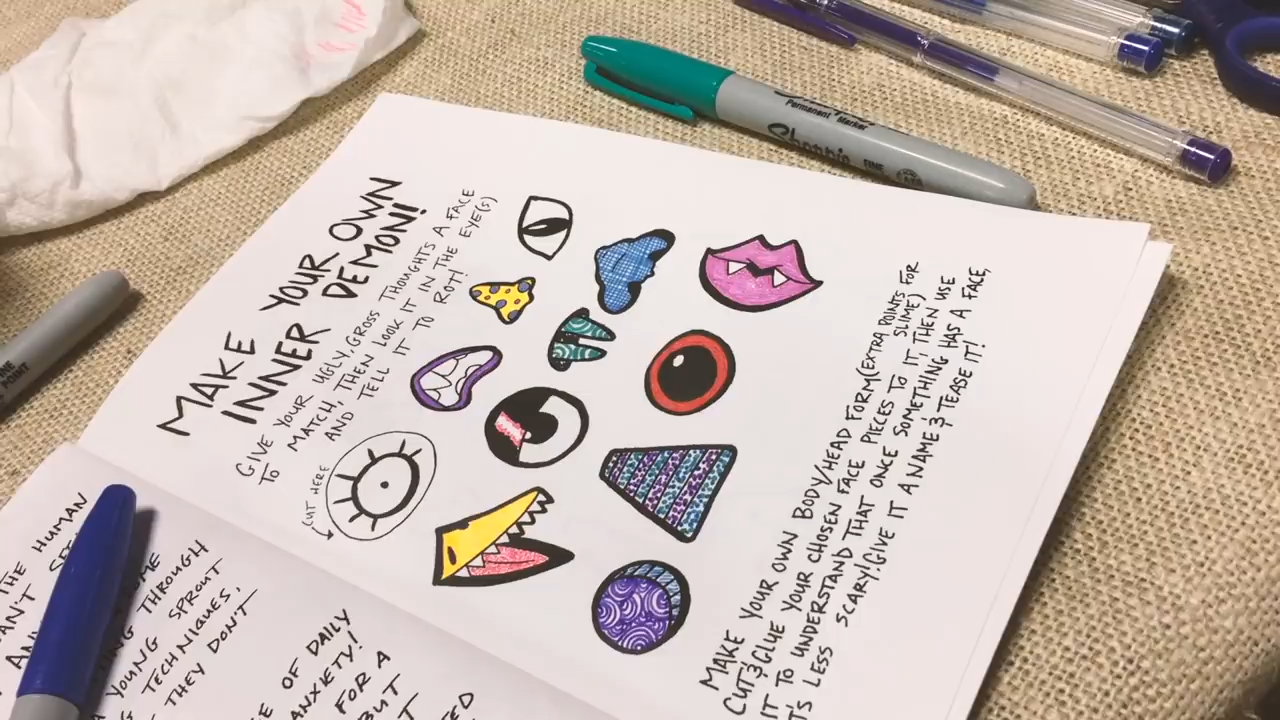 MAKE YOUR OWN
INNER DEMON!
GIVE YOUR UGLY, GROSS THOUGHTS A FACE
TO MATCH, THEN LOOK IT IN THE EYE(S)
AND TELL IT TO ROT!
CUT HERE
MAKE YOUR OWN BODY/HEAD FORM (EXTRA POINTS FOR SLIME)
CUT & GLUE YOUR CHOSEN FACE PIECES TO IT, THEN USE
IT TO UNDERSTAND THAT ONCE SOMETHING HAS A FACE,
IT'S LESS SCARY! GIVE IT A NAME & TEASE IT!
THE HUMAN
THROUGH
YOUNG SPROUT
TECHNIQUES.
THEY DONT
OF DAILY
ANXIETY!
FOR A
BUT
Permanent Marker
Sharpie
FINE
FINE
POINT